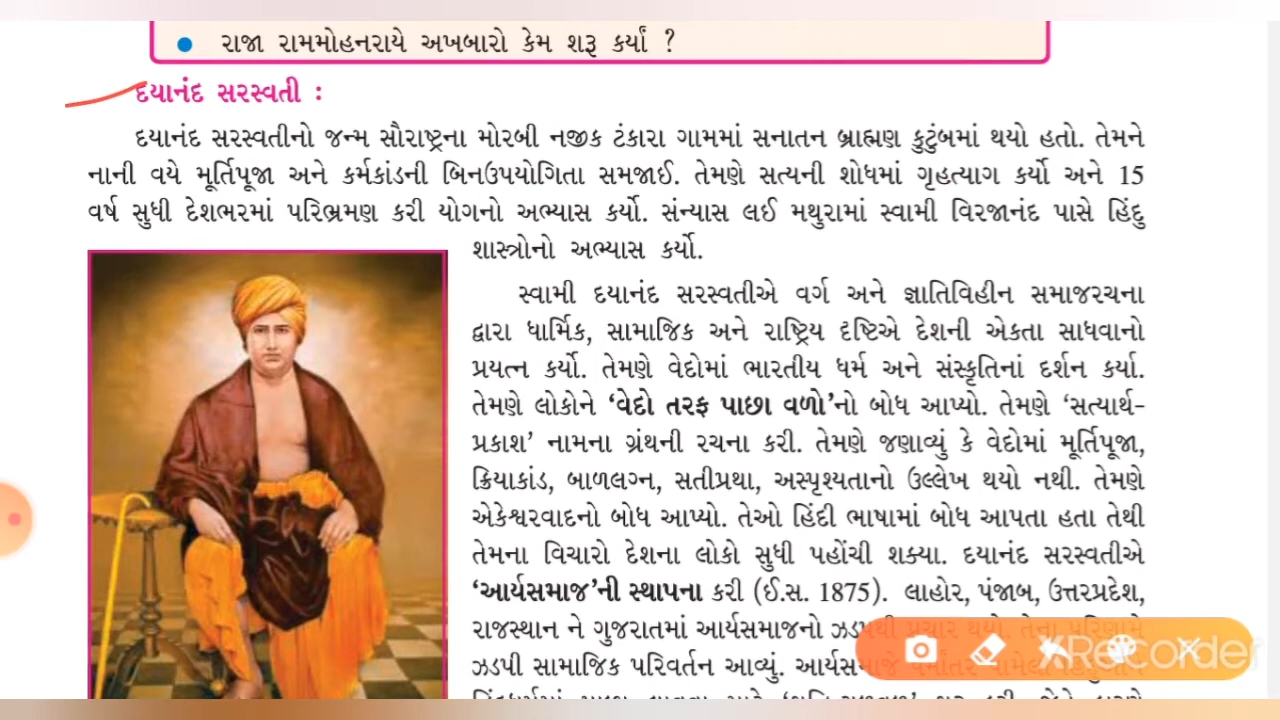 રાજા રામમોહનરાયે અખબારો કેમ શરૂ કર્યાં ?
દયાનંદ સરસ્વતી :
દયાનંદ સરસ્વતીનો જન્મ સૌરાષ્ટ્રના મોરબી નજીક ટંકારા ગામમાં સનાતન બ્રાહ્મણ કુટુંબમાં થયો હતો. તેમને
નાની વયે મૂર્તિપૂજા અને કર્મકાંડની બિનઉપયોગિતા સમજાઈ. તેમણે સત્યની શોધમાં ગૃહત્યાગ કર્યો અને 15
વર્ષ સુધી દેશભરમાં પરિભ્રમણ કરી યોગનો અભ્યાસ કર્યો. સંન્યાસ લઈ મથુરામાં સ્વામી વિરજાનંદ પાસે હિંદુ
શાસ્ત્રોનો અભ્યાસ કર્યો.
સ્વામી દયાનંદ સરસ્વતીએ વર્ગ અને જ્ઞાતિવિહીન સમાજરચના
દ્વારા ધાર્મિક, સામાજિક અને રાષ્ટ્રિય દૃષ્ટિએ દેશની એકતા સાધવાનો
પ્રયત્ન કર્યો. તેમણે વેદોમાં ભારતીય ધર્મ અને સંસ્કૃતિનાં દર્શન કર્યા.
તેમણે લોકોને ‘વેદો તરફ પાછા વળો’નો બોધ આપ્યો. તેમણે ‘સત્યાર્થ-
પ્રકાશ’ નામના ગ્રંથની રચના કરી. તેમણે જણાવ્યું કે વેદોમાં મૂર્તિપૂજા,
ક્રિયાકાંડ, બાળલગ્ન, સતીપ્રથા, અસ્પૃશ્યતાનો ઉલ્લેખ થયો નથી. તેમણે
એકેશ્વરવાદનો બોધ આપ્યો. તેઓ હિંદી ભાષામાં બોધ આપતા હતા તેથી
તેમના વિચારો દેશના લોકો સુધી પહોંચી શક્યા. દયાનંદ સરસ્વતીએ
‘આર્યસમાજ’ની સ્થાપના કરી (ઈ.સ. 1875). લાહોર, પંજાબ, ઉત્તરપ્રદેશ,
રાજસ્થાન ને ગુજરાતમાં આર્યસમાજનો ઝડપથી પ્રચાર થયો. તેના પરિણામે
ઝડપી સામાજિક પરિવર્તન આવ્યું.
XRecorder